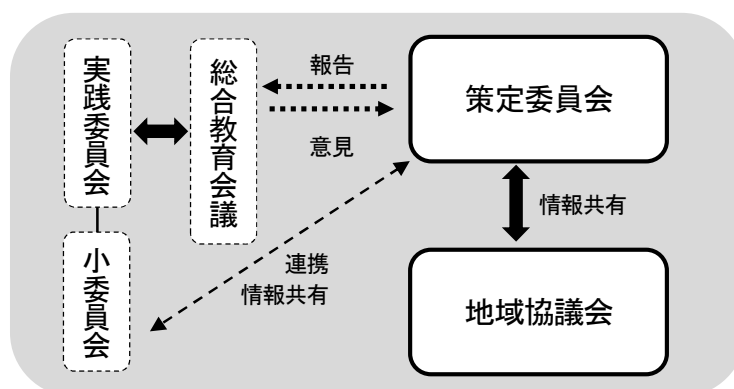 実践委員会
総合教育会議
報告
意見
策定委員会
情報共有
小委員会
連携
情報共有
地域協議会